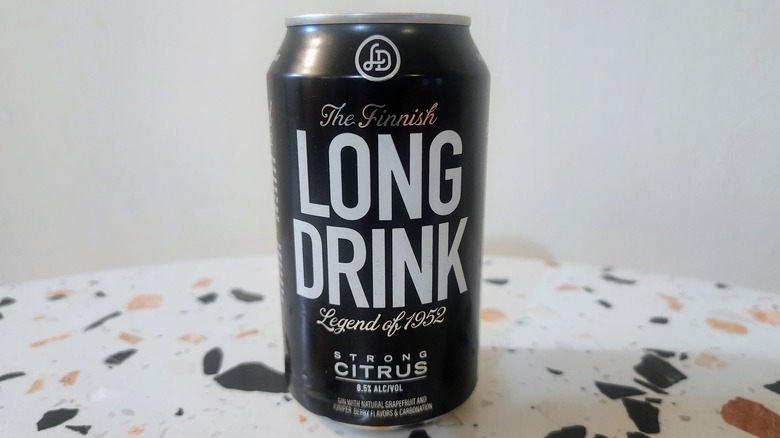 LD
The Finnish
LONG
DRINK
Legend of 1952
STRONG
CITRUS
8.5% ALC/VOL
GIN WITH NATURAL GRAPEFRUIT AND
JUNIPER BERRY FLAVORS & CARBONATION